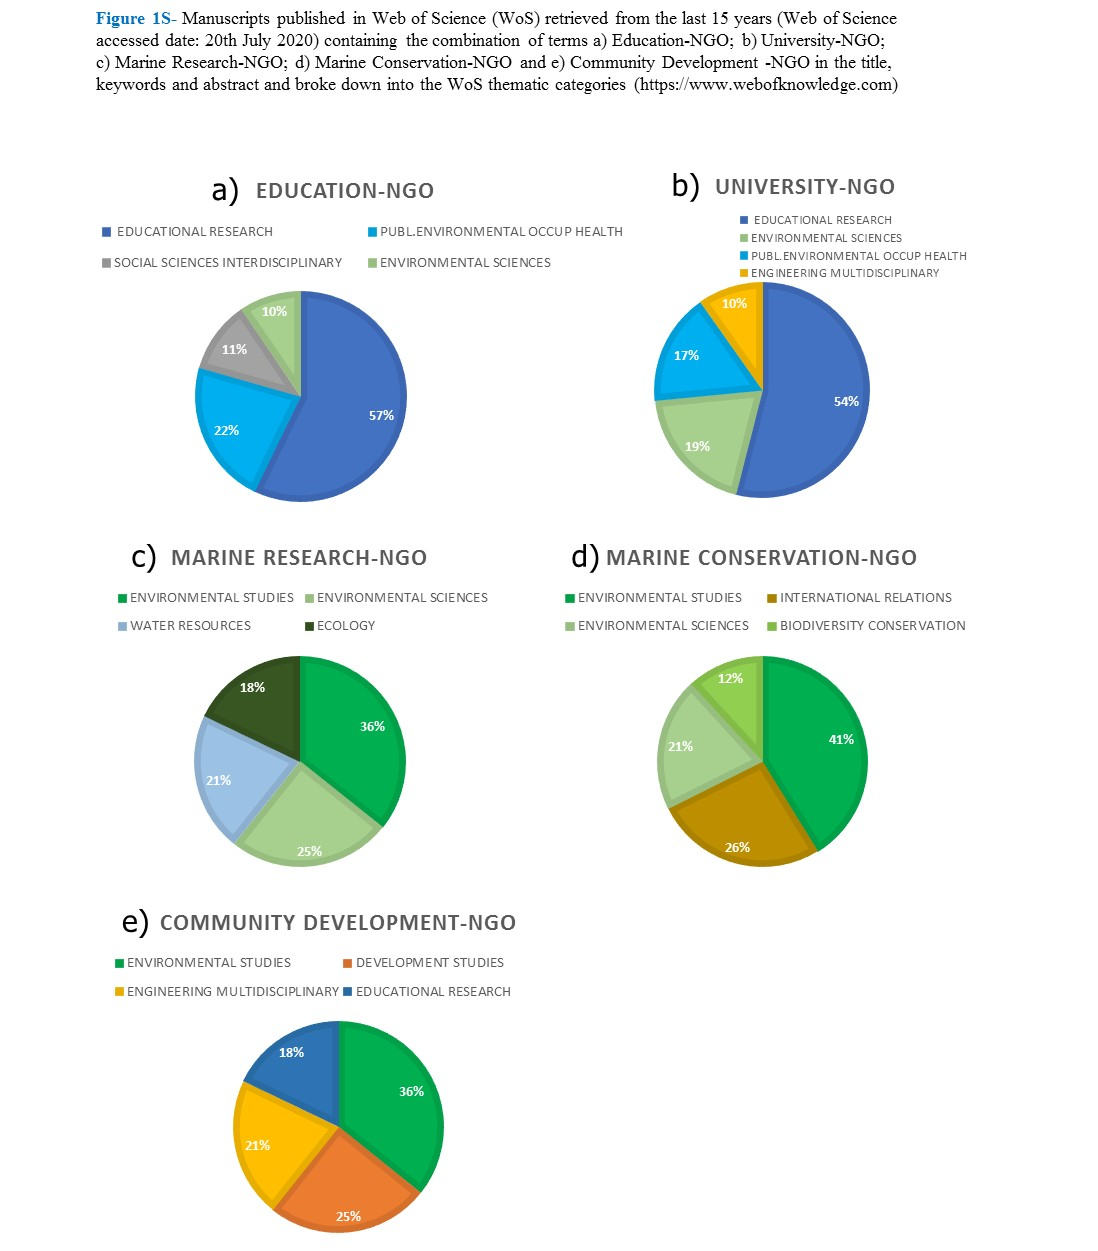 Figure 1S- Manuscripts published in Web of Science (WoS) retrieved from the last 15 years (Web of Science
accessed date: 20th July 2020) containing the combination of terms a) Education-NGO; b) University-NGO;
c) Marine Research-NGO; d) Marine Conservation-NGO and e) Community Development -NGO in the title,
keywords and abstract and broke down into the WoS thematic categories (https://www.webofknowledge.com)
a) EDUCATION-NGO
EDUCATIONAL RESEARCH
PUBL.ENVIRONMENTAL OCCUP HEALTH
SOCIAL SCIENCES INTERDISCIPLINARY
ENVIRONMENTAL SCIENCES
10%
11%
57%
22%
b) UNIVERSITY-NGO
EDUCATIONAL RESEARCH
ENVIRONMENTAL SCIENCES
PUBL.ENVIRONMENTAL OCCUP HEALTH
ENGINEERING MULTIDISCIPLINARY
10%
17%
54%
19%
c) MARINE RESEARCH-NGO
ENVIRONMENTAL STUDIES
ENVIRONMENTAL SCIENCES
WATER RESOURCES
ECOLOGY
18%
36%
21%
25%
d) MARINE CONSERVATION-NGO
ENVIRONMENTAL STUDIES
INTERNATIONAL RELATIONS
ENVIRONMENTAL SCIENCES
BIODIVERSITY CONSERVATION
12%
41%
21%
26%
e) COMMUNITY DEVELOPMENT-NGO
ENVIRONMENTAL STUDIES
DEVELOPMENT STUDIES
ENGINEERING MULTIDISCIPLINARY
EDUCATIONAL RESEARCH
18%
36%
21%
25%